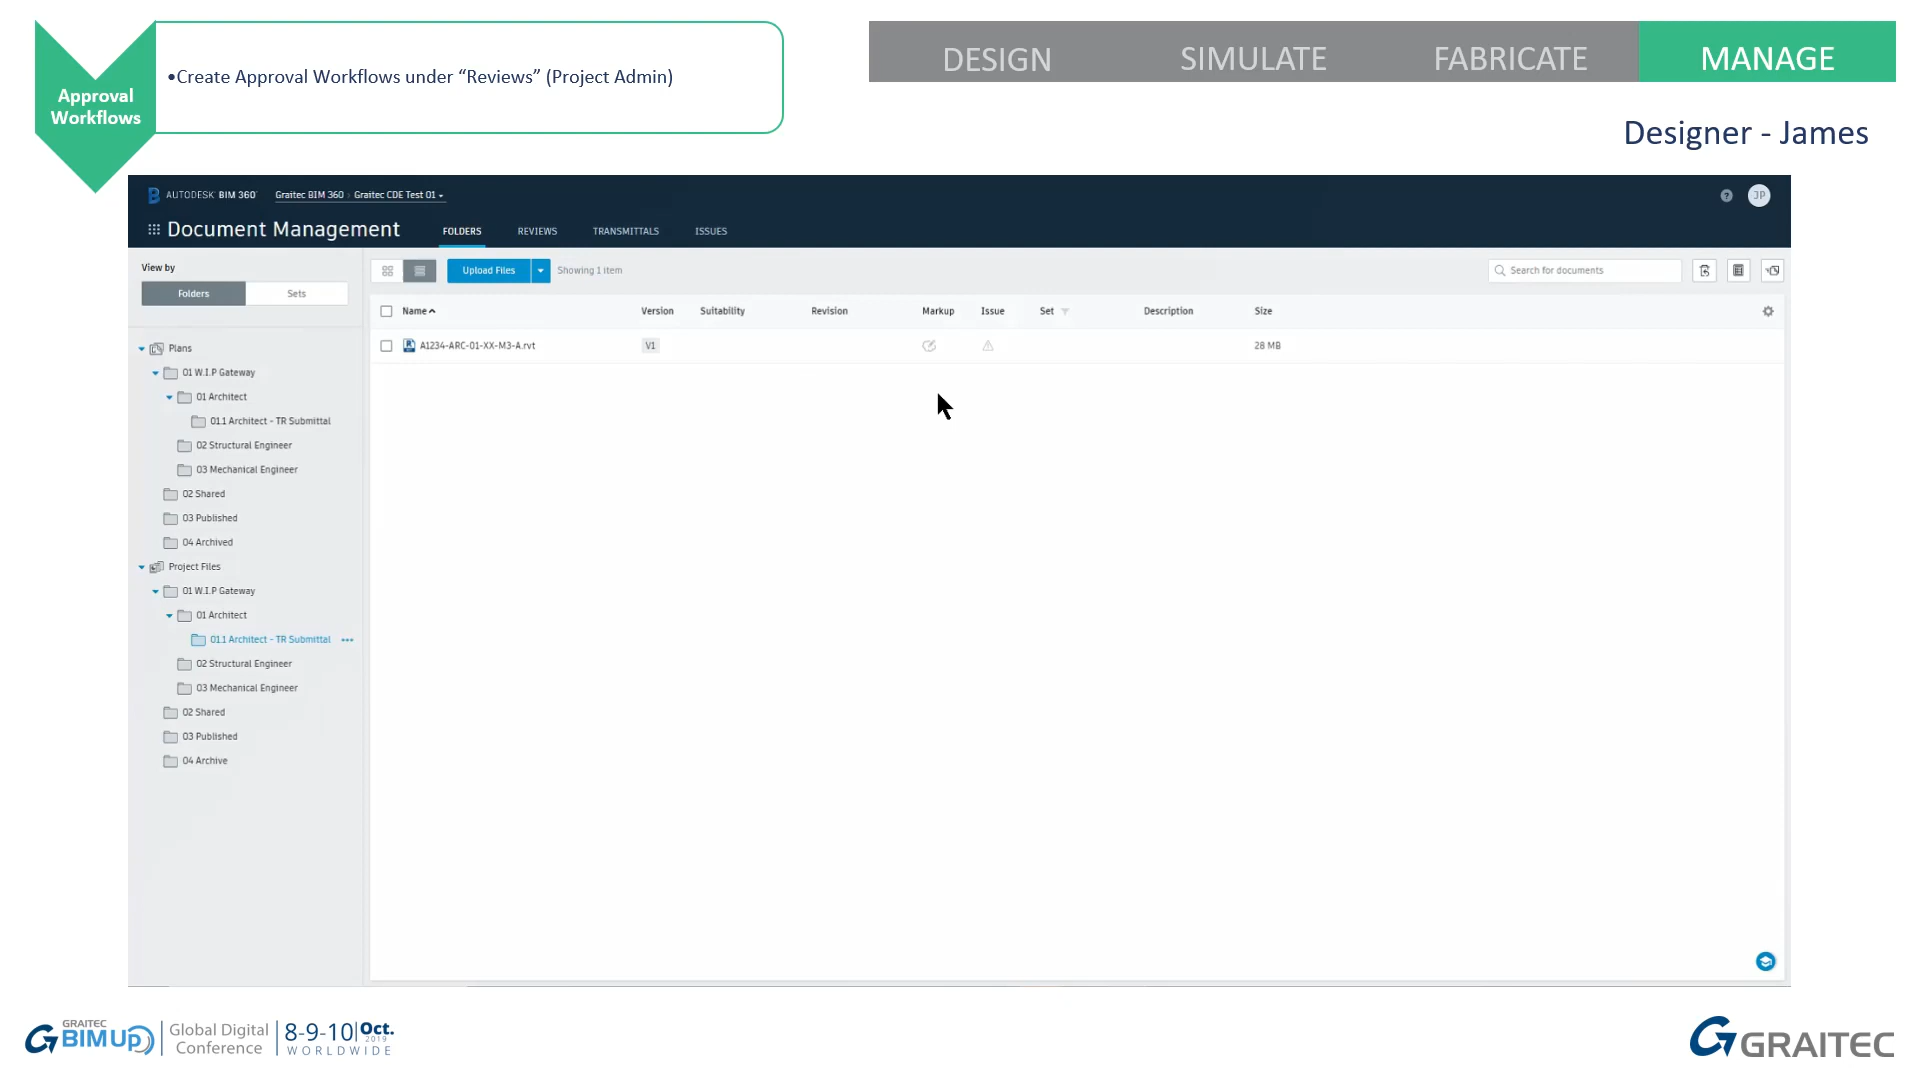 Approval
Workflows
•Create Approval Workflows under “Reviews” (Project Admin)
DESIGN SIMULATE FABRICATE MANAGE
Designer - James
AUTODESK® BIM 360° Graitec BIM 360 › Graitec CDE Test 01
? JP
Document Management FOLDERS REVIEWS TRANSMITTALS ISSUES
View by
Folders Sets
Upload Files Showing 1 item Search for documents
Name Version Suitability Revision Markup Issue Set Description Size
A1234-ARC-01-XX-M3-A.rvt V1 28 MB
Plans
01 W.I.P Gateway
01 Architect
01.1 Architect - TR Submittal
02 Structural Engineer
03 Mechanical Engineer
02 Shared
03 Published
04 Archived
Project Files
01 W.I.P Gateway
01 Architect
01.1 Architect - TR Submittal
02 Structural Engineer
03 Mechanical Engineer
02 Shared
03 Published
04 Archive
GRAITEC
BIMUp
Global Digital
Conference
8-9-10 Oct.
2019
WORLDWIDE
GRAITEC